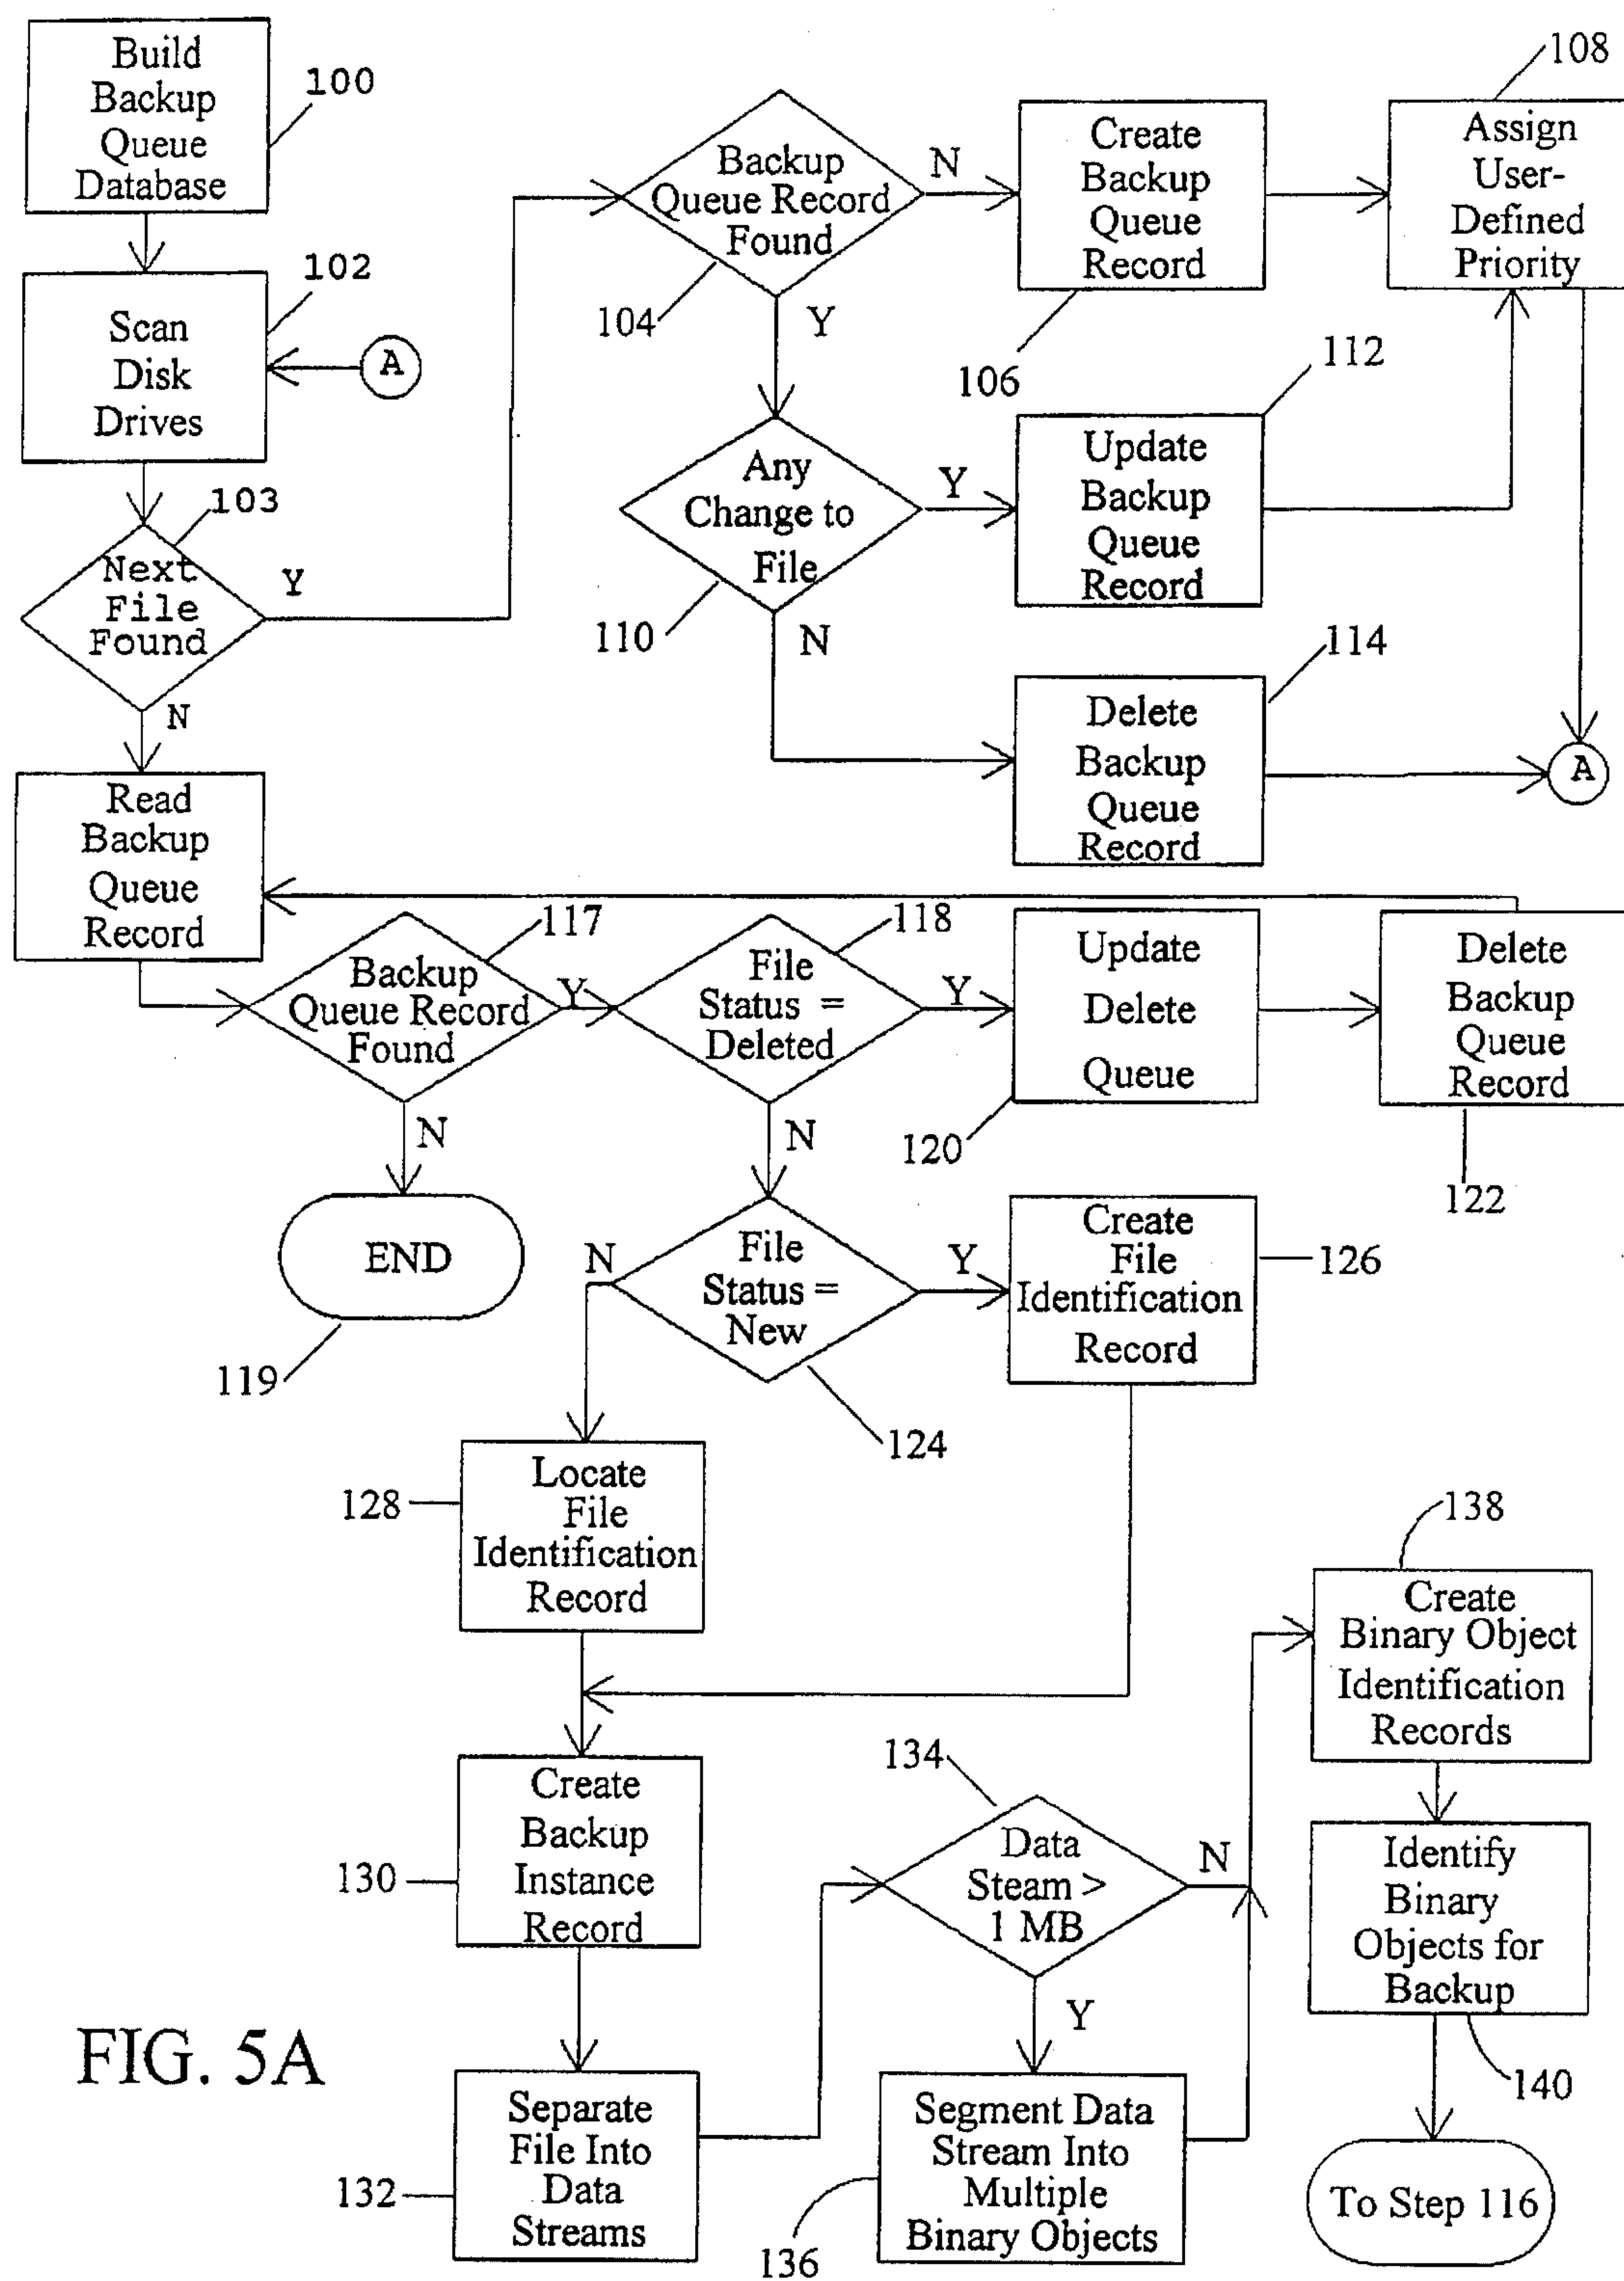 Build
Backup
Queue
Database
100
Scan
Disk
Drives
102
A
103
Next
File
Found
Y
N
Backup
Queue Record
Found
104
N
Y
Create
Backup
Queue
Record
106
108
Assign
User-
Defined
Priority
Any
Change to
File
110
Y
N
112
Update
Backup
Queue
Record
114
Delete
Backup
Queue
Record
A
Read
Backup
Queue
Record
117
Backup
Queue Record
Found
Y
N
END
119
118
File
Status =
Deleted
Y
N
Update
Delete
Queue
120
Delete
Backup
Queue
Record
122
File
Status =
New
N
Y
124
Create
File
Identification
Record
126
Locate
File
Identification
Record
128
Create
Backup
Instance
Record
130
Separate
File Into
Data
Streams
132
134
Data
Steam >
1 MB
N
Y
Segment Data
Stream Into
Multiple
Binary Objects
136
138
Create
Binary Object
Identification
Records
Identify
Binary
Objects for
Backup
140
To Step 116
FIG. 5A